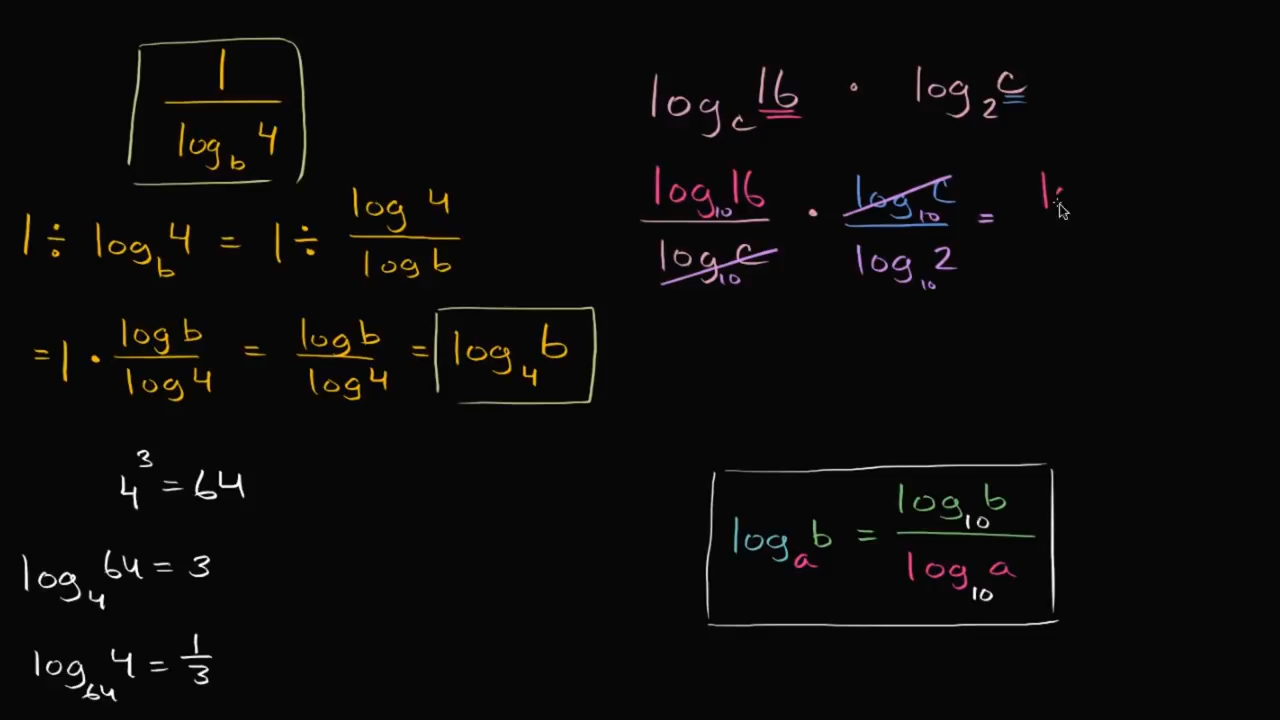 1
log_b 4
1 ÷ log_b 4 = 1 ÷ log 4 / log b
= 1 • log b / log 4 = log b / log 4 = log_4 b
4^3 = 64
log_4 64 = 3
log_64 4 = 1/3
log_c 16 · log_2 c
log_10 16 / log_10 c · log_10 c / log_10 2 =
log_a b = log_10 b / log_10 a